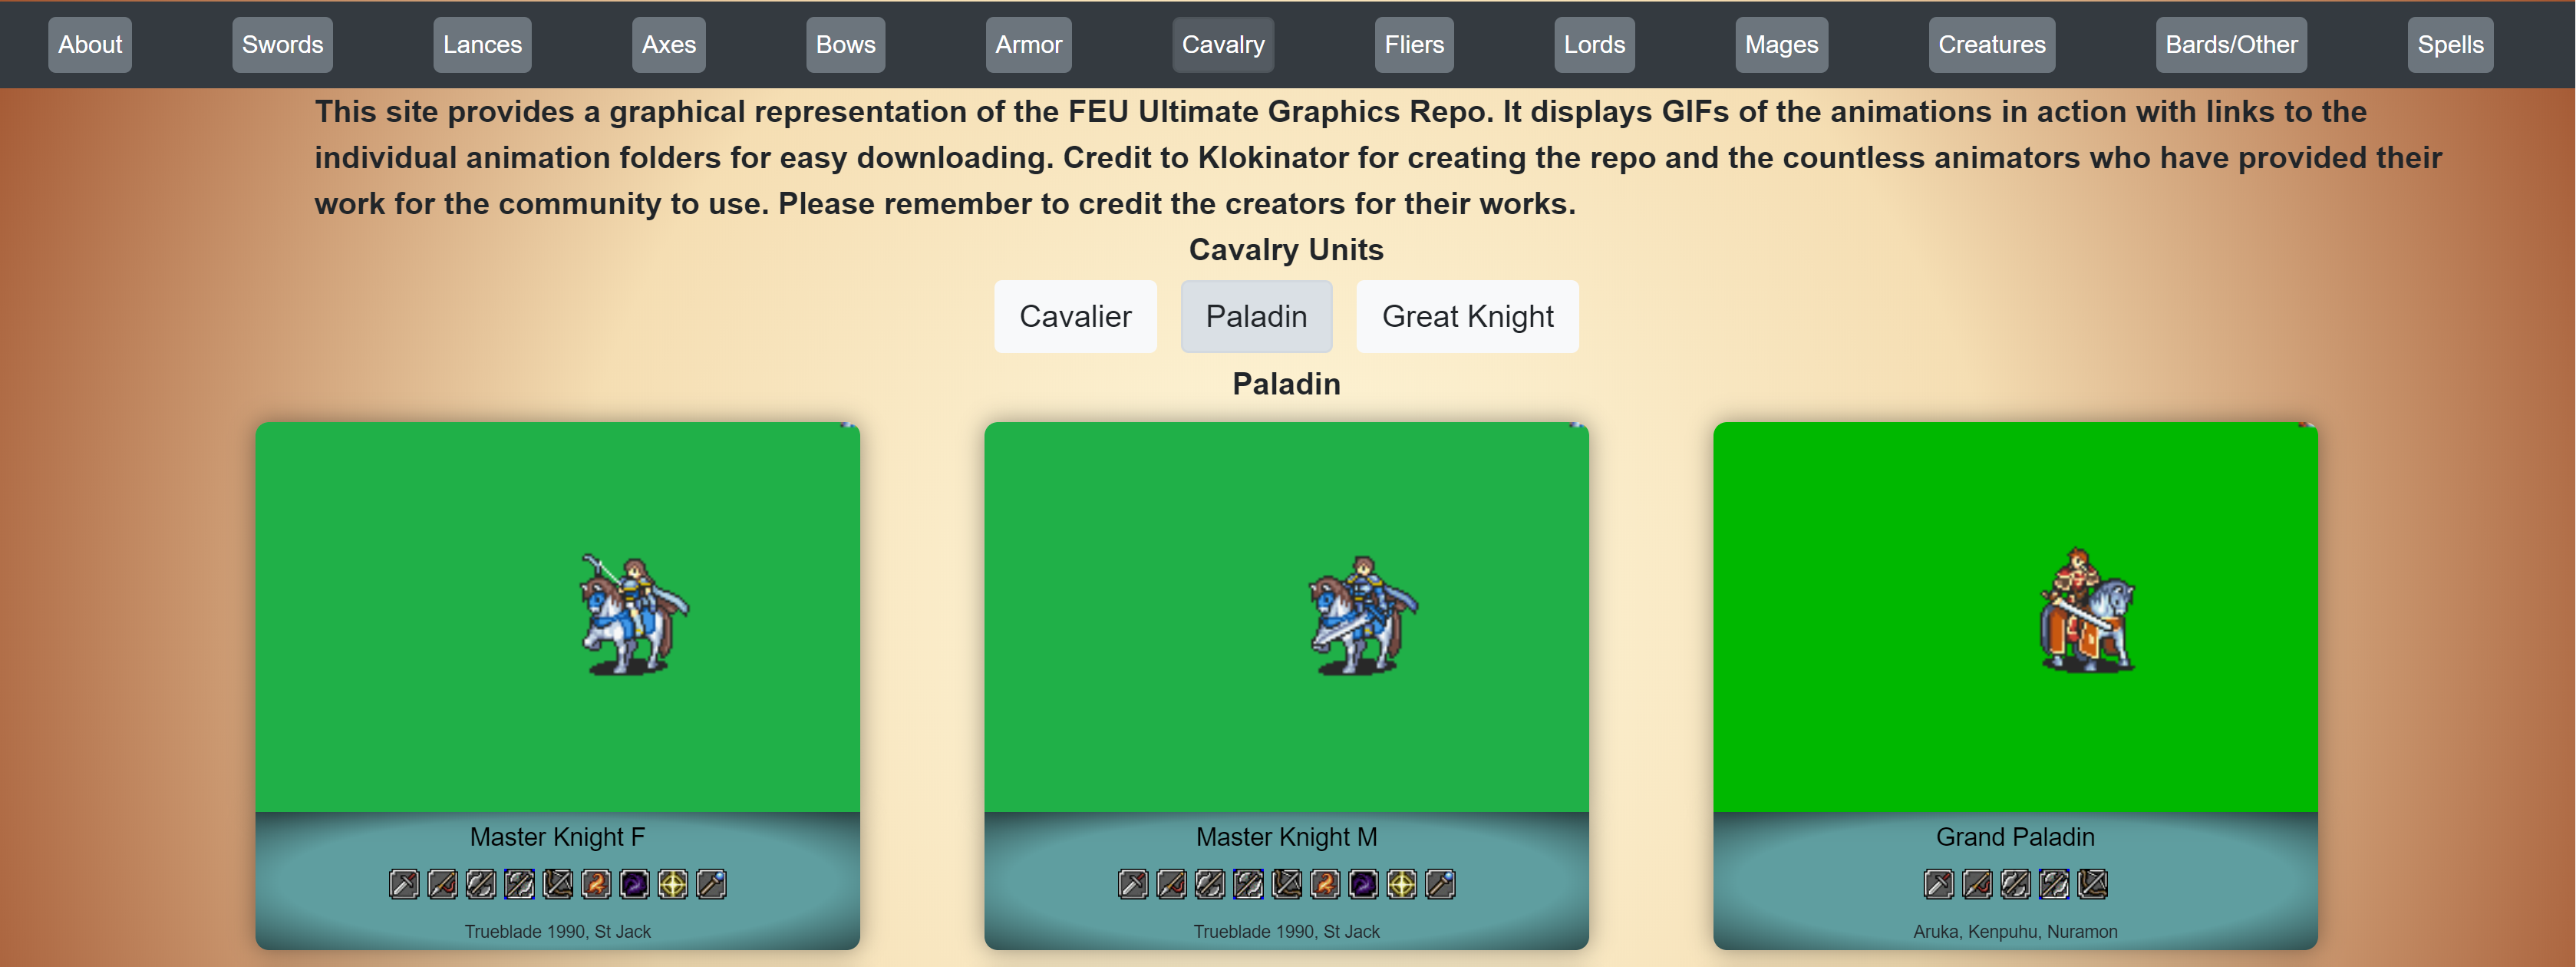 About Swords Lances Axes Bows Armor Cavalry Fliers Lords Mages Creatures Bards/Other Spells
This site provides a graphical representation of the FEU Ultimate Graphics Repo. It displays GIFs of the animations in action with links to the
individual animation folders for easy downloading. Credit to Klokinator for creating the repo and the countless animators who have provided their
work for the community to use. Please remember to credit the creators for their works.
Cavalry Units
Cavalier Paladin Great Knight
Paladin
Master Knight F
Trueblade 1990, St Jack
Master Knight M
Trueblade 1990, St Jack
Grand Paladin
Aruka, Kenpuhu, Nuramon